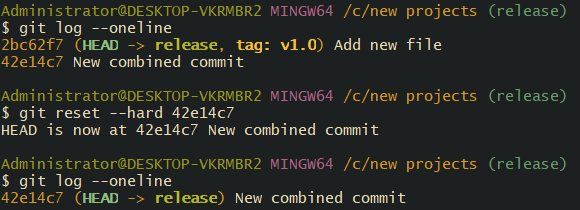 Administrator@DESKTOP-VKRMBR2 MINGW64 /c/new projects (release)
$ git log --oneline
2bc62f7 (HEAD -> release, tag: v1.0) Add new file
42e14c7 New combined commit
Administrator@DESKTOP-VKRMBR2 MINGW64 /c/new projects (release)
$ git reset --hard 42e14c7
HEAD is now at 42e14c7 New combined commit
Administrator@DESKTOP-VKRMBR2 MINGW64 /c/new projects (release)
$ git log --oneline
42e14c7 (HEAD -> release) New combined commit